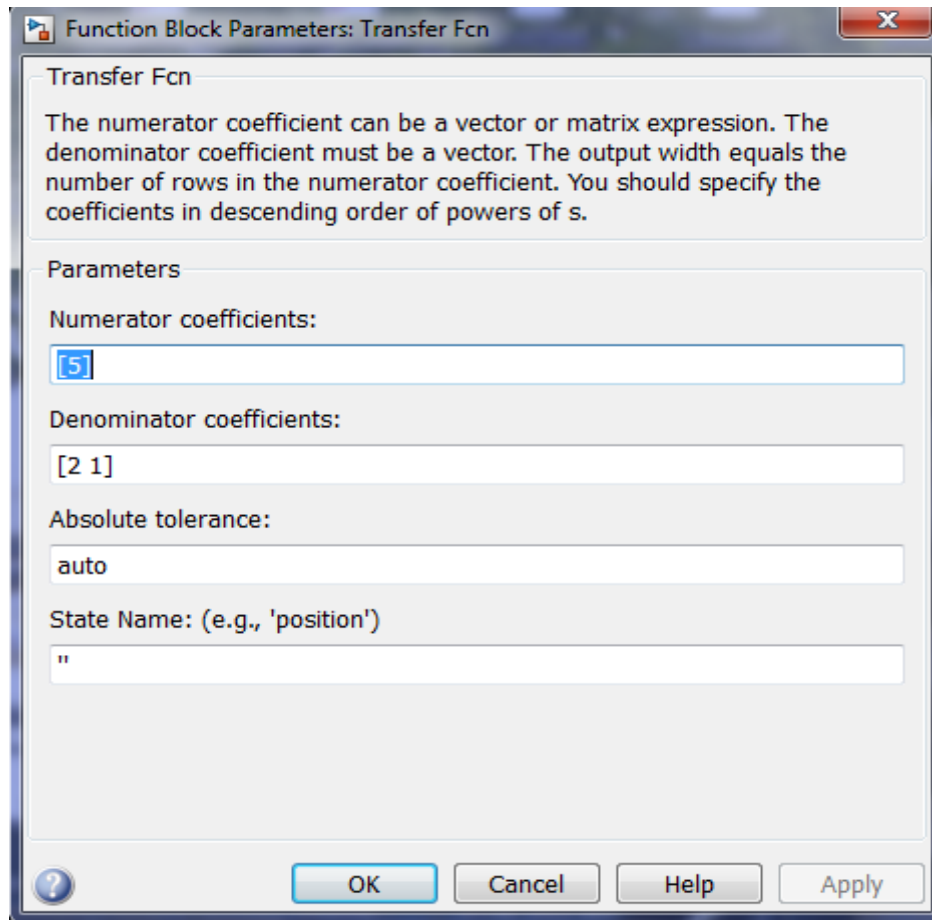 Function Block Parameters: Transfer Fcn
x
Transfer Fcn
The numerator coefficient can be a vector or matrix expression. The
denominator coefficient must be a vector. The output width equals the
number of rows in the numerator coefficient. You should specify the
coefficients in descending order of powers of s.
Parameters
Numerator coefficients:
[5]
Denominator coefficients:
[2 1]
Absolute tolerance:
auto
State Name: (e.g., 'position')
''
?
OK
Cancel
Help
Apply